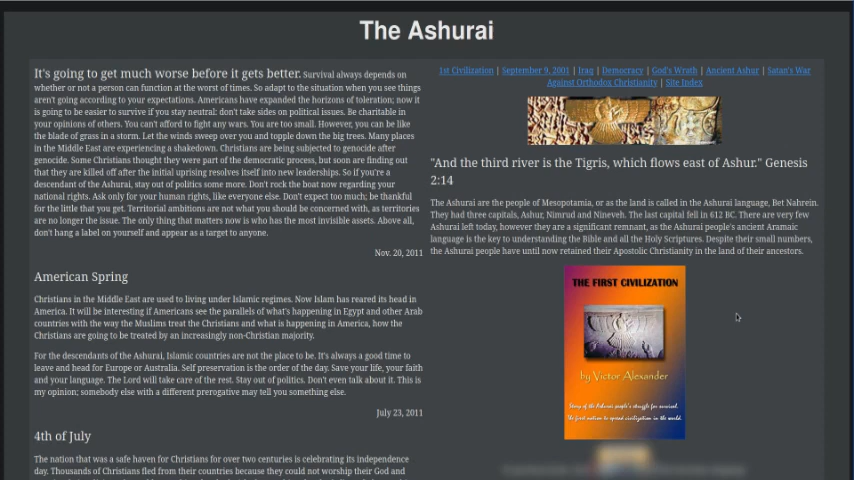 The Ashurai
It's going to get much worse before it gets better. Survival always depends on
whether or not a person can function at the worst of times. So adapt to the situation when you see things
aren't going according to your expectations. Americans have expanded the horizons of toleration; now it
is going to be easier to survive if you stay neutral: don't take sides on political issues. Be charitable in
your opinions of others. You can't afford to fight any wars. You are too small. However, you can be like
the blade of grass in a storm. Let the winds sweep over you and topple down the big trees. Many places
in the Middle East are experiencing a shakedown. Christians are being subjected to genocide after
genocide. Some Christians thought they were part of the democratic process, but soon are finding out
that they are killed off after the initial uprising resolves itself into new leaderships. So if you're a
descendant of the Ashurai, stay out of politics some more. Don't rock the boat now regarding your
national rights. Ask only for your human rights, like everyone else. Don't expect too much; be thankful
for the little that you get. Territorial ambitions are not what you should be concerned with, as territories
are no longer the issue. The only thing that matters now is who has the most invisible assets. Above all,
don't hang a label on yourself and appear as a target to anyone.
Nov. 20, 2011
American Spring
Christians in the Middle East are used to living under Islamic regimes. Now Islam has reared its head in
America. It will be interesting if Americans see the parallels of what's happening in Egypt and other Arab
countries with the way the Muslims treat the Christians and what is happening in America, how the
Christians are going to be treated by an increasingly non-Christian majority.
For the descendants of the Ashurai, Islamic countries are not the place to be. It's always a good time to
leave and head for Europe or Australia. Self preservation is the order of the day. Save your life, your faith
and your language. The Lord will take care of the rest. Stay out of politics. Don't even talk about it. This is
my opinion; somebody else with a different prerogative may tell you something else.
July 23, 2011
4th of July
The nation that was a safe haven for Christians for over two centuries is celebrating its independence
day. Thousands of Christians fled from their countries because they could not worship their God and
1st Civilization | September 9, 2001 | Iraq | Democracy | God's Wrath | Ancient Ashur | Satan's War
Against Orthodox Christianity | Site Index
"And the third river is the Tigris, which flows east of Ashur." Genesis
2:14
The Ashurai are the people of Mesopotamia, or as the land is called in the Ashurai language, Bet Nahrein.
They had three capitals, Ashur, Nimrud and Nineveh. The last capital fell in 612 BC. There are very few
Ashurai left today, however they are a significant remnant, as the Ashurai people's ancient Aramaic
language is the key to understanding the Bible and all the Holy Scriptures. Despite their small numbers,
the Ashurai people have until now retained their Apostolic Christianity in the land of their ancestors.
THE FIRST CIVILIZATION
by Victor Alexander
Story of the Ashurai people's struggle for survival.
The first nation to spread civilization in the world.